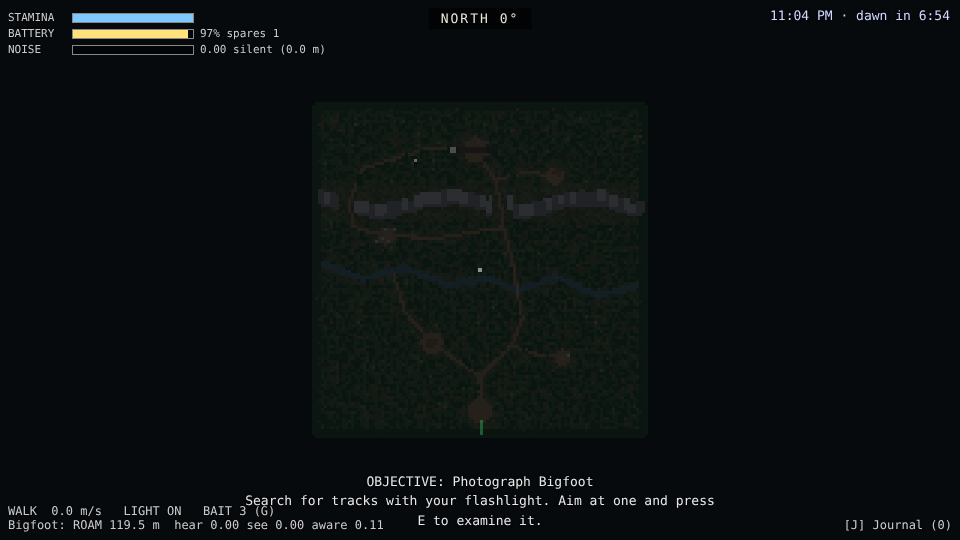 STAMINA
BATTERY 97% spares 1
NOISE 0.00 silent (0.0 m)
NORTH 0°
11:04 PM · dawn in 6:54
OBJECTIVE: Photograph Bigfoot
Search for tracks with your flashlight. Aim at one and press
E to examine it.
WALK 0.0 m/s LIGHT ON BAIT 3 (G)
Bigfoot: ROAM 119.5 m hear 0.00 see 0.00 aware 0.11
[J] Journal (0)